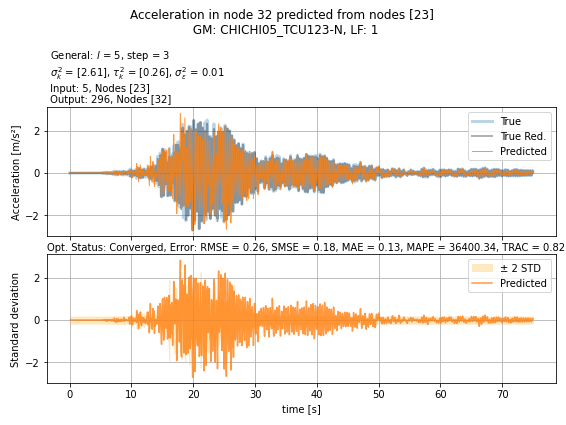 Acceleration in node 32 predicted from nodes [23]
GM: CHICHI05_TCU123-N, LF: 1
General: l = 5, step = 3
σ²ₖ = [2.61], τ²ₖ = [0.26], σ²ε = 0.01
Input: 5, Nodes [23]
Output: 296, Nodes [32]
True
True Red.
Predicted
Acceleration [m/s²]
2
0
−2
Opt. Status: Converged, Error: RMSE = 0.26, SMSE = 0.18, MAE = 0.13, MAPE = 36400.34, TRAC = 0.82
± 2 STD
Predicted
Standard deviation
2
0
−2
0 10 20 30 40 50 60 70
time [s]